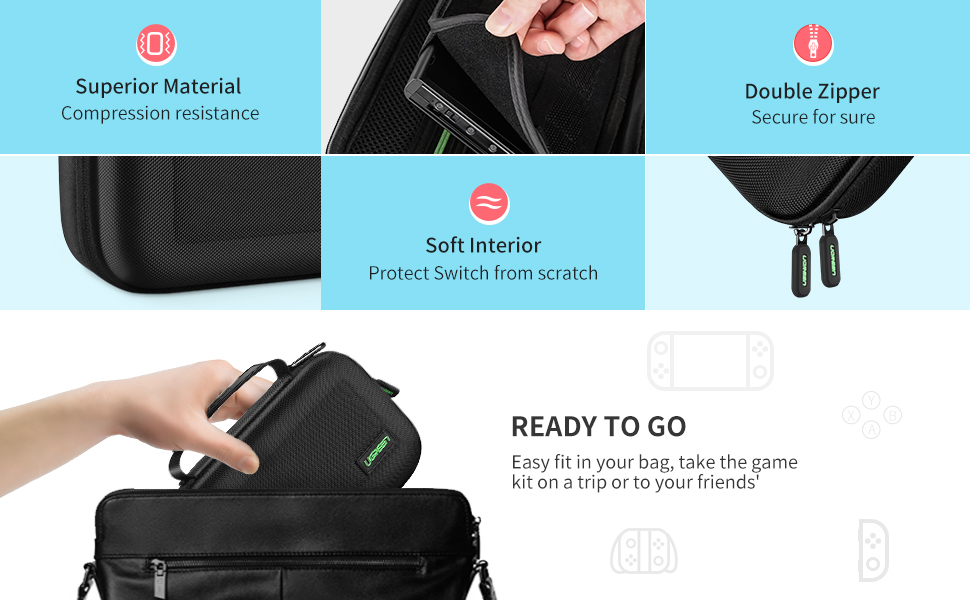 Superior Material
Compression resistance
Double Zipper
Secure for sure
Soft Interior
Protect Switch from scratch
UGREEN
UGREEN
UGREEN
READY TO GO
Easy fit in your bag, take the game
kit on a trip or to your friends'
Y
X
B
A